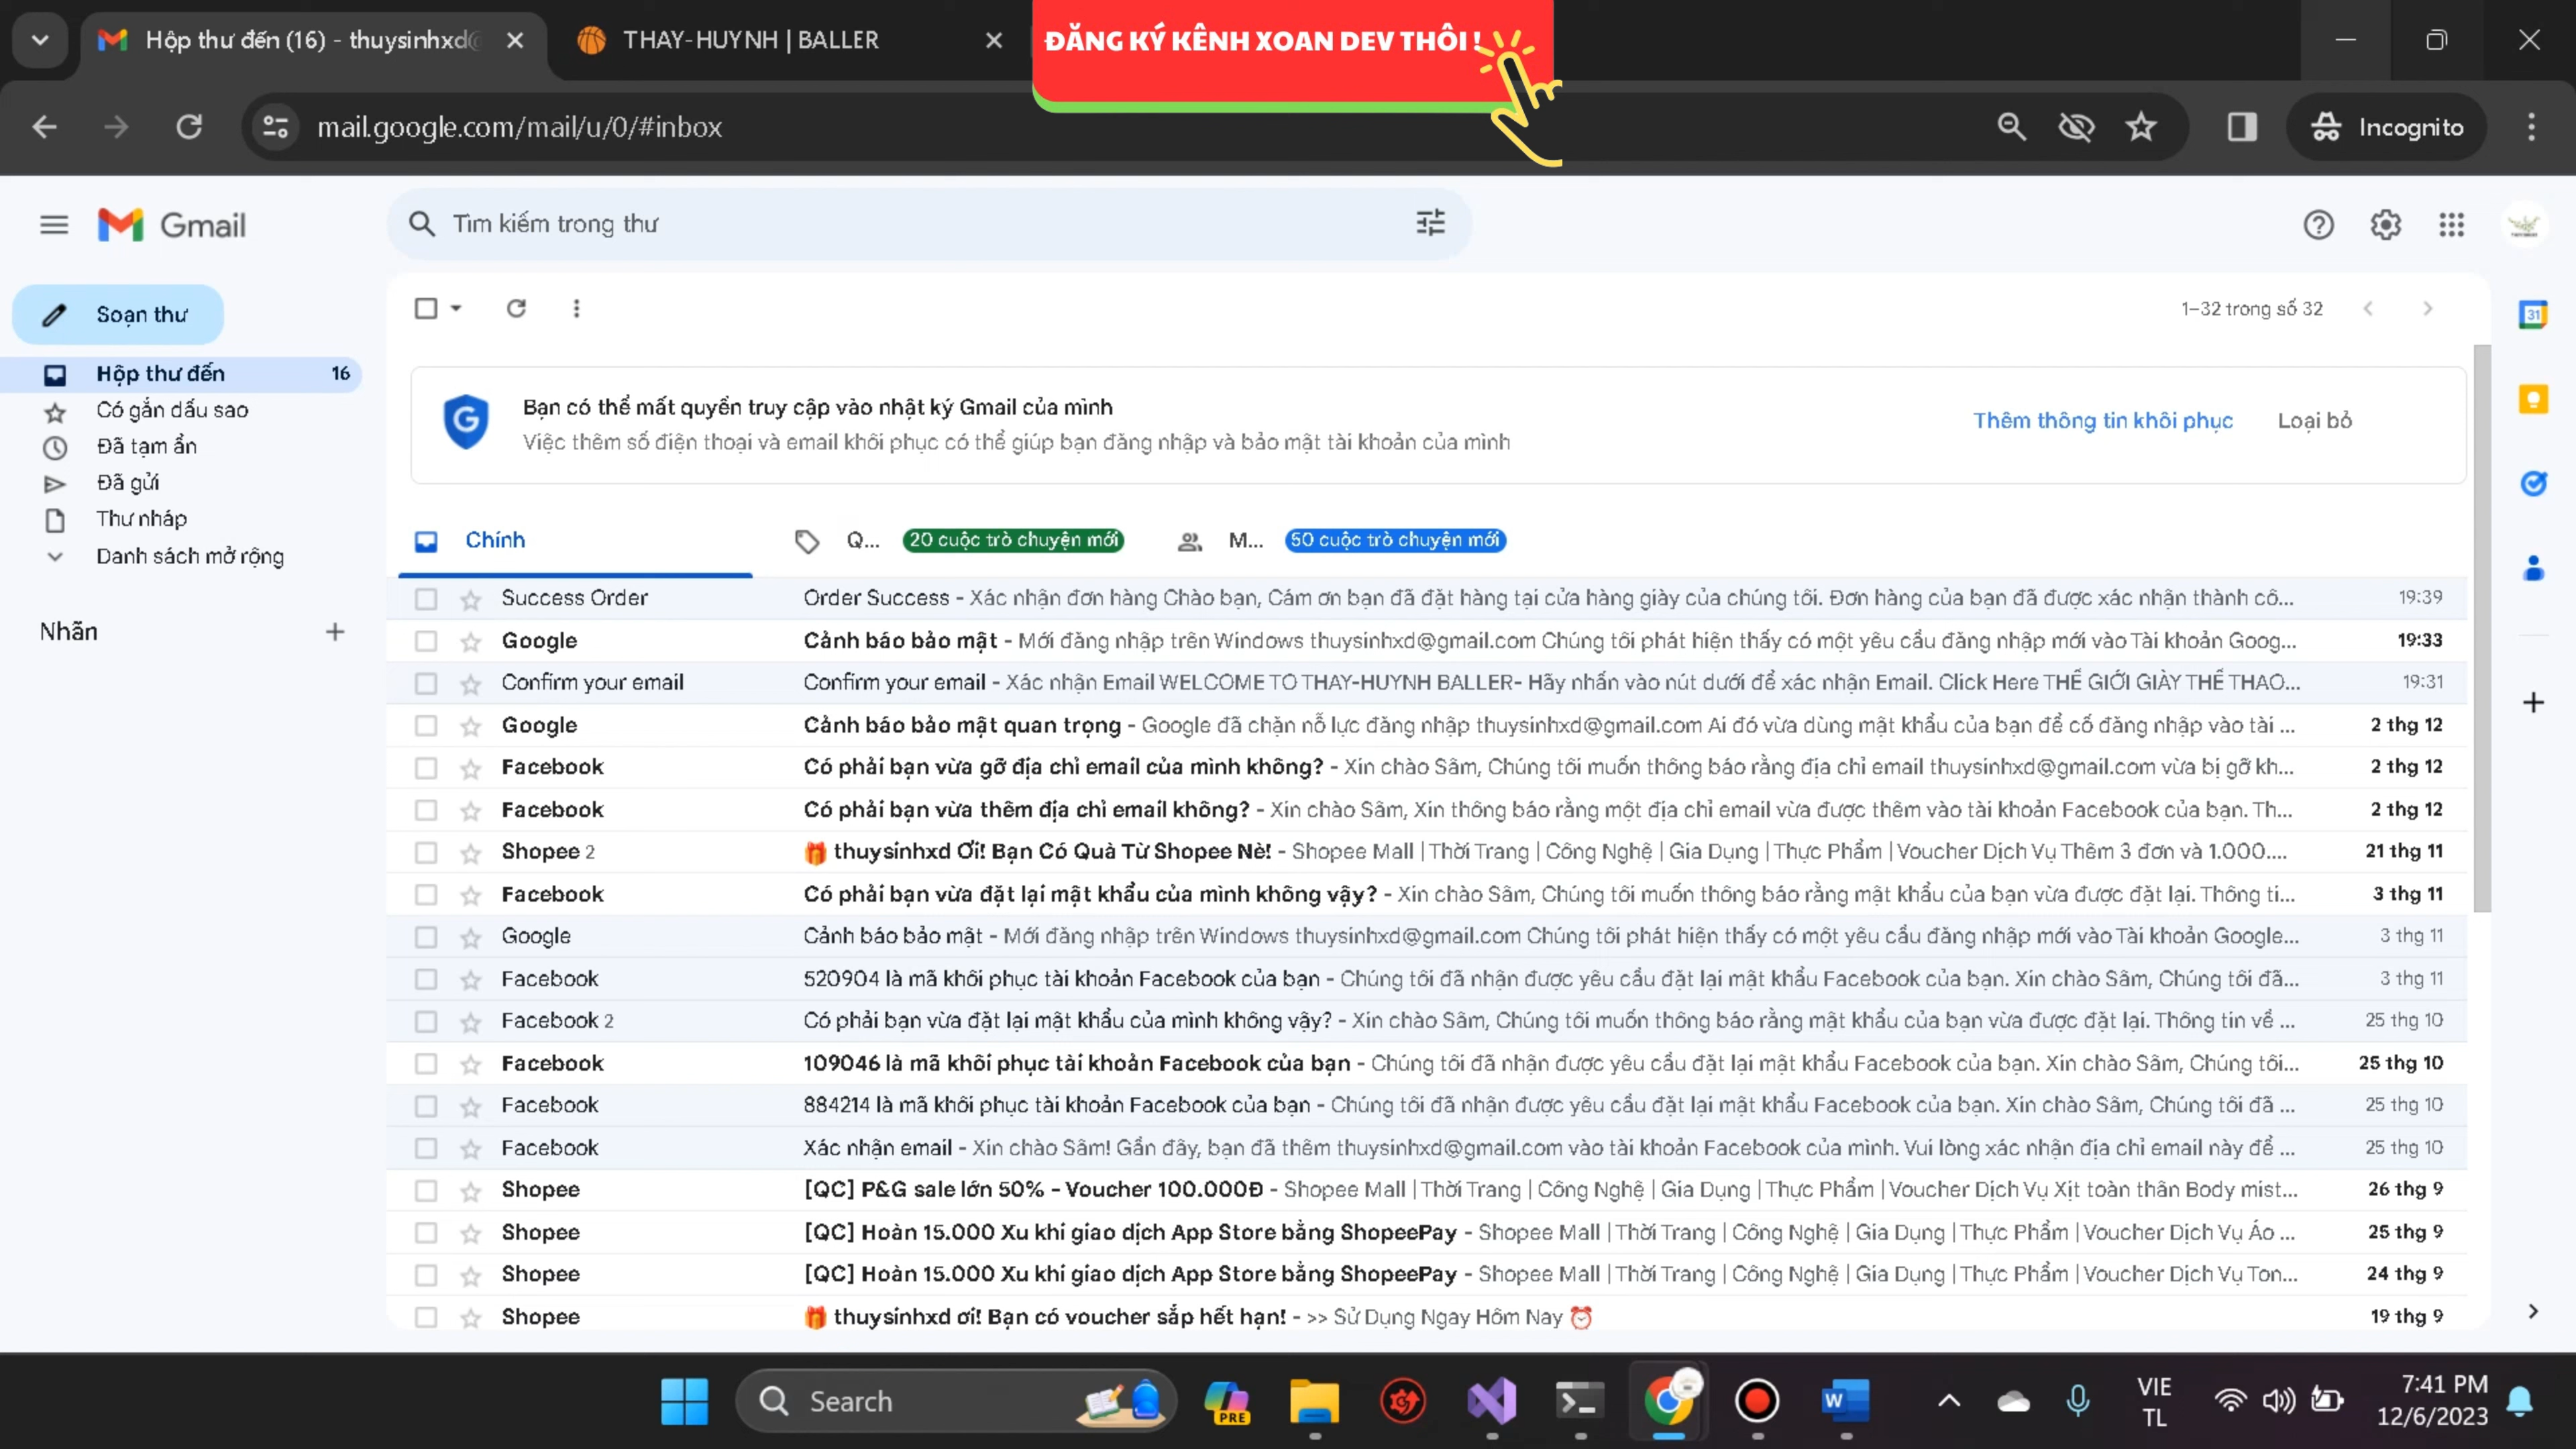 Hộp thư đến (16) - thuysinhxd@
THAY-HUYNH | BALLER
ĐĂNG KÝ KÊNH XOAN DEV THÔI !
mail.google.com/mail/u/0/#inbox
Incognito
Gmail
Tìm kiếm trong thư
Soạn thư
1–32 trong số 32
Hộp thư đến 16
Có gắn dấu sao
Đã tạm ẩn
Đã gửi
Thư nháp
Danh sách mở rộng
Nhãn
Bạn có thể mất quyền truy cập vào nhật ký Gmail của mình
Việc thêm số điện thoại và email khôi phục có thể giúp bạn đăng nhập và bảo mật tài khoản của mình
Thêm thông tin khôi phục
Loại bỏ
31
Chính
Q... 20 cuộc trò chuyện mới
M... 50 cuộc trò chuyện mới
Success Order Order Success - Xác nhận đơn hàng Chào bạn, Cám ơn bạn đã đặt hàng tại cửa hàng giày của chúng tôi. Đơn hàng của bạn đã được xác nhận thành cô... 19:39
Google Cảnh báo bảo mật - Mới đăng nhập trên Windows thuysinhxd@gmail.com Chúng tôi phát hiện thấy có một yêu cầu đăng nhập mới vào Tài khoản Goog... 19:33
Confirm your email Confirm your email - Xác nhận Email WELCOME TO THAY-HUYNH BALLER- Hãy nhấn vào nút dưới để xác nhận Email. Click Here THẾ GIỚI GIÀY THỂ THAO... 19:31
Google Cảnh báo bảo mật quan trọng - Google đã chặn nỗ lực đăng nhập thuysinhxd@gmail.com Ai đó vừa dùng mật khẩu của bạn để cố đăng nhập vào tài ... 2 thg 12
Facebook Có phải bạn vừa gỡ địa chỉ email của mình không? - Xin chào Sâm, Chúng tôi muốn thông báo rằng địa chỉ email thuysinhxd@gmail.com vừa bị gỡ kh... 2 thg 12
Facebook Có phải bạn vừa thêm địa chỉ email không? - Xin chào Sâm, Xin thông báo rằng một địa chỉ email vừa được thêm vào tài khoản Facebook của bạn. Th... 2 thg 12
Shopee 2 🎁 thuysinhxd Ơi! Bạn Có Quà Từ Shopee Nè! - Shopee Mall | Thời Trang | Công Nghệ | Gia Dụng | Thực Phẩm | Voucher Dịch Vụ Thêm 3 đơn và 1.000.... 21 thg 11
Facebook Có phải bạn vừa đặt lại mật khẩu của mình không vậy? - Xin chào Sâm, Chúng tôi muốn thông báo rằng mật khẩu của bạn vừa được đặt lại. Thông ti... 3 thg 11
Google Cảnh báo bảo mật - Mới đăng nhập trên Windows thuysinhxd@gmail.com Chúng tôi phát hiện thấy có một yêu cầu đăng nhập mới vào Tài khoản Google... 3 thg 11
Facebook 520904 là mã khôi phục tài khoản Facebook của bạn - Chúng tôi đã nhận được yêu cầu đặt lại mật khẩu Facebook của bạn. Xin chào Sâm, Chúng tôi đã... 3 thg 11
Facebook 2 Có phải bạn vừa đặt lại mật khẩu của mình không vậy? - Xin chào Sâm, Chúng tôi muốn thông báo rằng mật khẩu của bạn vừa được đặt lại. Thông tin về ... 25 thg 10
Facebook 109046 là mã khôi phục tài khoản Facebook của bạn - Chúng tôi đã nhận được yêu cầu đặt lại mật khẩu Facebook của bạn. Xin chào Sâm, Chúng tôi... 25 thg 10
Facebook 884214 là mã khôi phục tài khoản Facebook của bạn - Chúng tôi đã nhận được yêu cầu đặt lại mật khẩu Facebook của bạn. Xin chào Sâm, Chúng tôi đã ... 25 thg 10
Facebook Xác nhận email - Xin chào Sâm! Gần đây, bạn đã thêm thuysinhxd@gmail.com vào tài khoản Facebook của mình. Vui lòng xác nhận địa chỉ email này để ... 25 thg 10
Shopee [QC] P&G sale lớn 50% - Voucher 100.000Đ - Shopee Mall | Thời Trang | Công Nghệ | Gia Dụng | Thực Phẩm | Voucher Dịch Vụ Xịt toàn thân Body mist... 26 thg 9
Shopee [QC] Hoàn 15.000 Xu khi giao dịch App Store bằng ShopeePay - Shopee Mall | Thời Trang | Công Nghệ | Gia Dụng | Thực Phẩm | Voucher Dịch Vụ Áo ... 25 thg 9
Shopee [QC] Hoàn 15.000 Xu khi giao dịch App Store bằng ShopeePay - Shopee Mall | Thời Trang | Công Nghệ | Gia Dụng | Thực Phẩm | Voucher Dịch Vụ Ton... 24 thg 9
Shopee 🎁 thuysinhxd ơi! Bạn có voucher sắp hết hạn! - >> Sử Dụng Ngay Hôm Nay ⏰ 19 thg 9
Search
PRE
VIE
TL
7:41 PM
12/6/2023